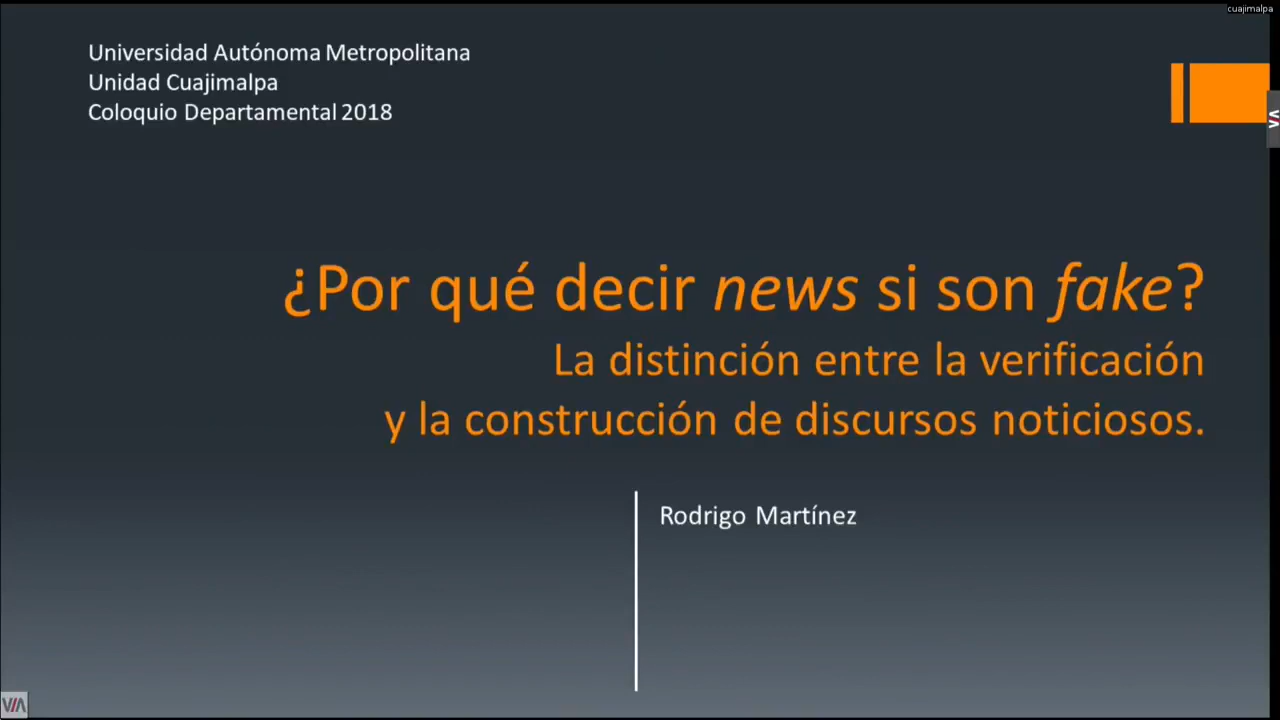 cuajimalpa
Universidad Autónoma Metropolitana
Unidad Cuajimalpa
Coloquio Departamental 2018
¿Por qué decir news si son fake?
La distinción entre la verificación
y la construcción de discursos noticiosos.
Rodrigo Martínez
VIA